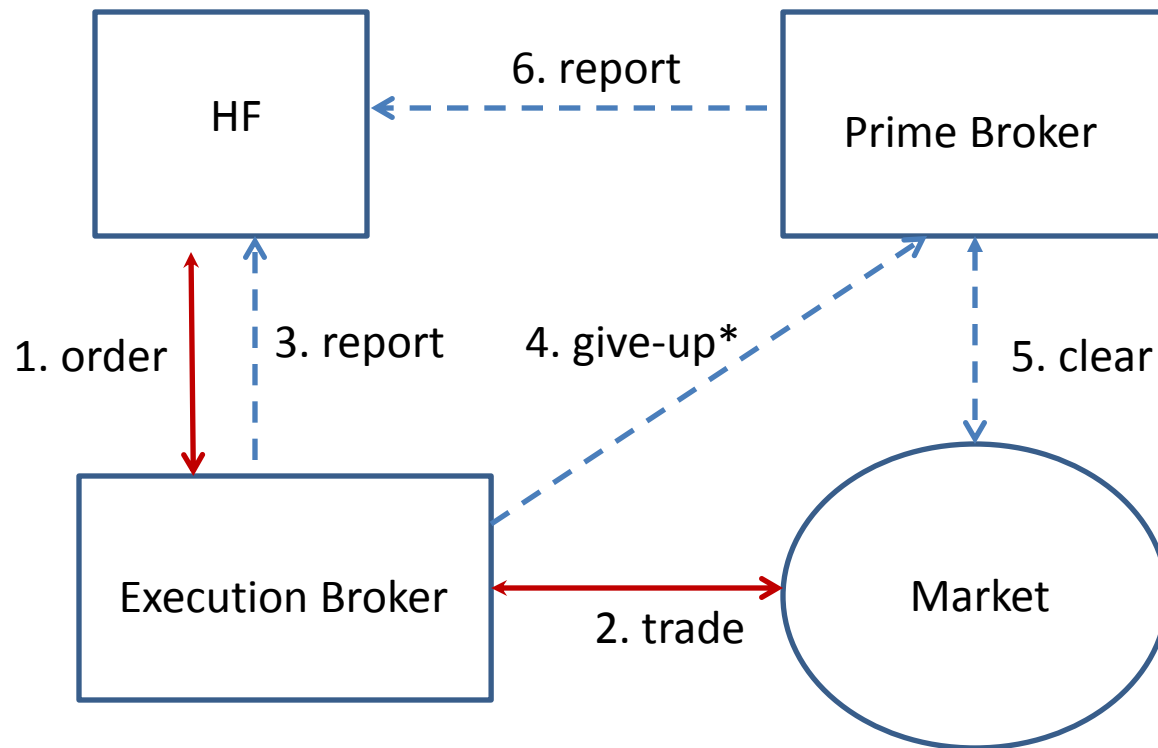 6. report
HF
Prime Broker
1. order
3. report
4. give-up*
5. clear
Execution Broker
Market
2. trade